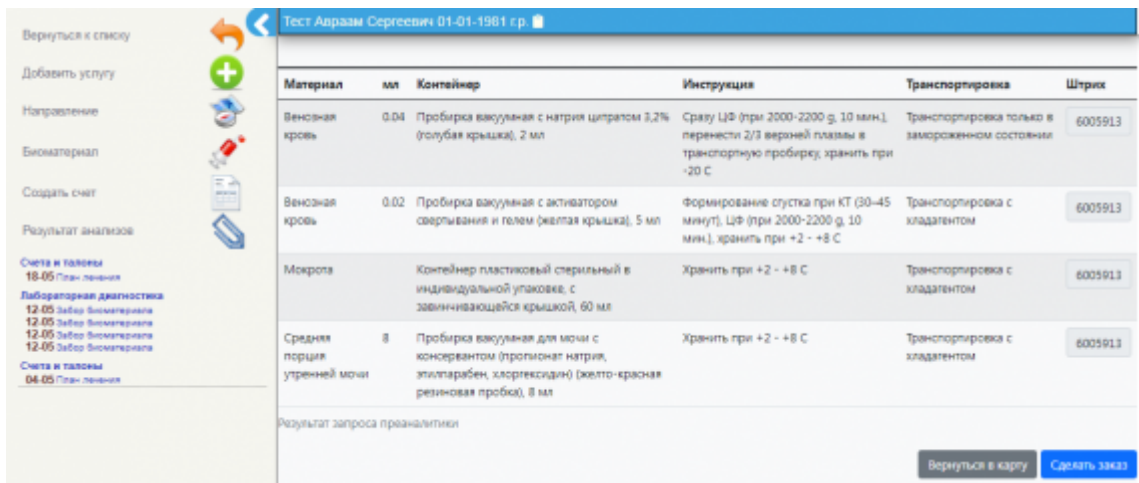 Вернуться к списку
Добавить услугу
Направление
Биоматериал
Создать счет
Результат анализов
Счета и талоны
18-05 План лечения
Лабораторная диагностика
12-05 Забор биоматериала
12-05 Забор биоматериала
12-05 Забор биоматериала
12-05 Забор биоматериала
Счета и талоны
04-05 План лечения
Тест Авраам Сергеевич 01-01-1981 г.р.
Материал мл Контейнер Инструкция Транспортировка Штрих
Венозная 0.04 Пробирка вакуумная с натрия цитратом 3,2% Сразу ЦФ (при 2000-2200 g, 10 мин.), Транспортировка только в 6005913
кровь (голубая крышка), 2 мл перенести 2/3 верхней плазмы в замороженном состоянии
транспортную пробирку, хранить при
-20 С
Венозная 0.02 Пробирка вакуумная с активатором Формирование сгустка при КТ (30–45 Транспортировка с 6005913
кровь свертывания и гелем (желтая крышка), 5 мл минут), ЦФ (при 2000-2200 g, 10 хладагентом
мин.), хранить при +2 - +8 С
Мокрота Контейнер пластиковый стерильный в Хранить при +2 - +8 С Транспортировка с 6005913
индивидуальной упаковке, с хладагентом
завинчивающейся крышкой, 60 мл
Средняя 8 Пробирка вакуумная для мочи с Хранить при +2 - +8 С Транспортировка с 6005913
порция консервантом (пропионат натрия, хладагентом
утренней мочи этилпарабен, хлоргексидин) (желто-красная
резиновая пробка), 8 мл
Результат запроса преаналитики
Вернуться в карту Сделать заказ